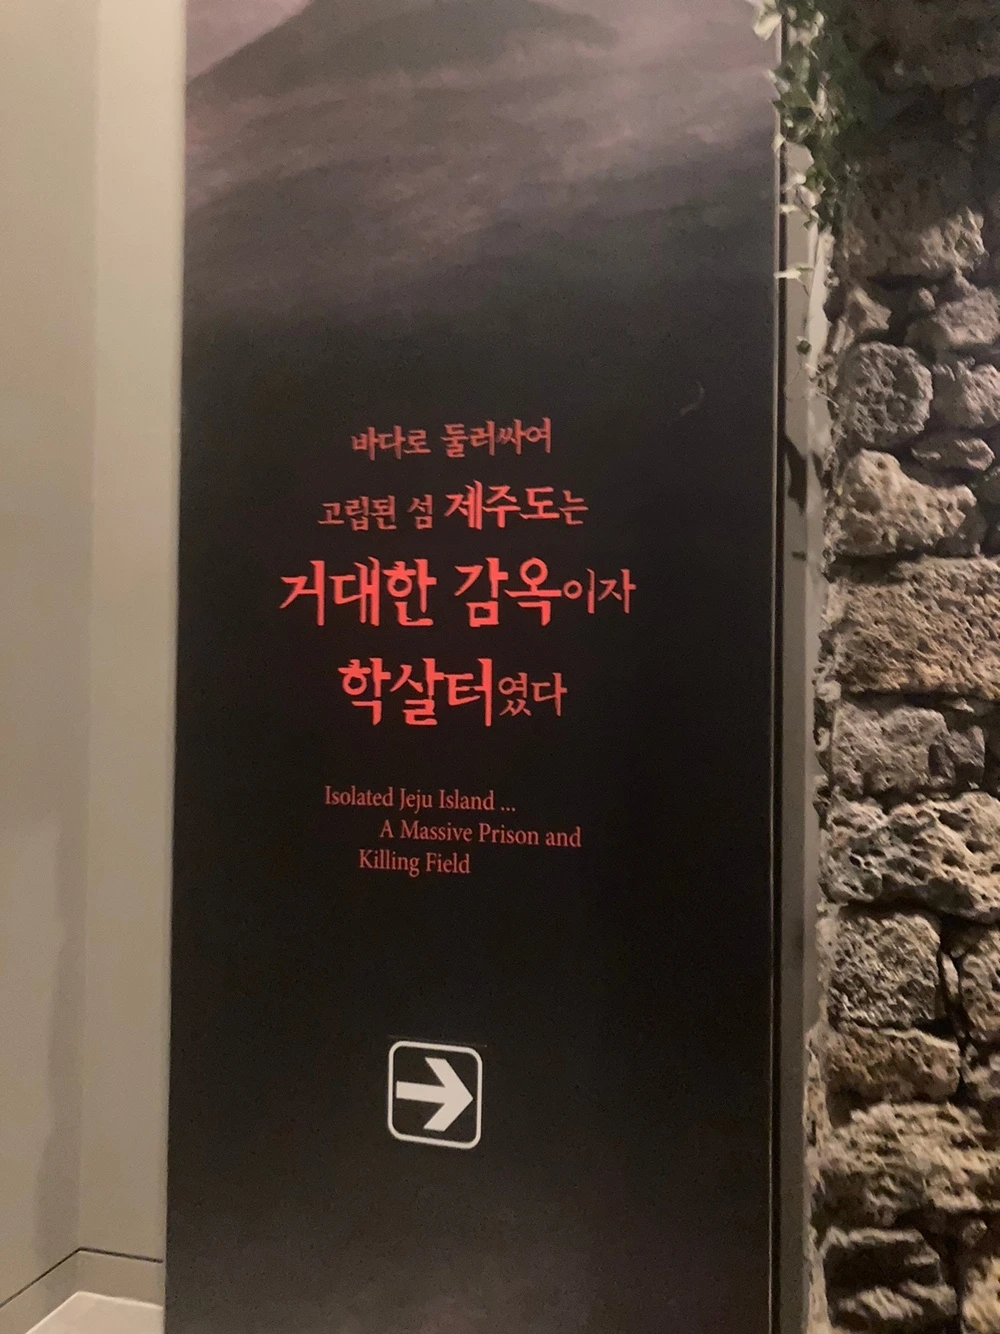 바다로 둘러싸여
고립된 섬 제주도는
거대한 감옥이자
학살터였다
Isolated Jeju Island ...
A Massive Prison and
Killing Field